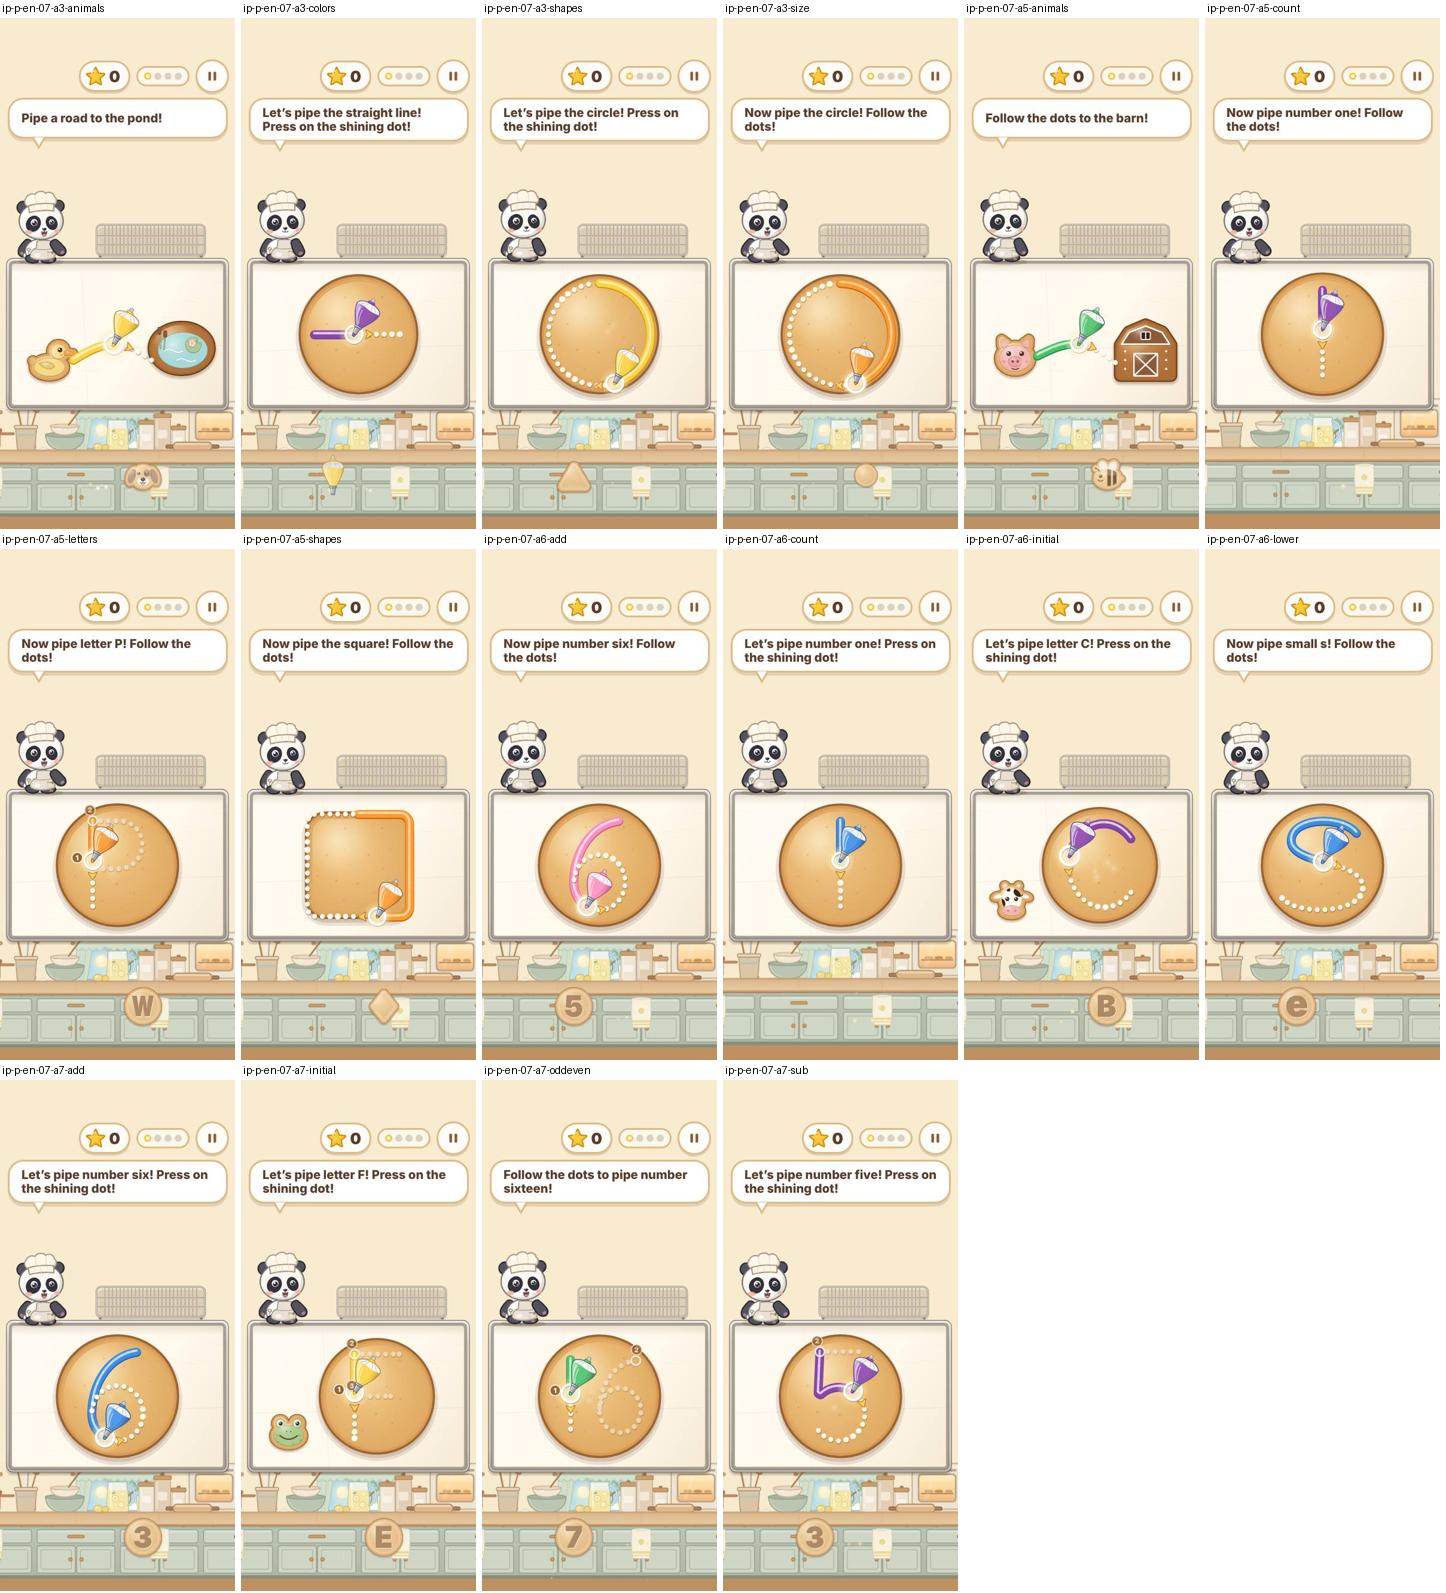 ip-p-en-07-a3-animals
0
Pipe a road to the pond!
ip-p-en-07-a3-colors
0
Let's pipe the straight line!
Press on the shining dot!
ip-p-en-07-a3-shapes
0
Let's pipe the circle! Press on
the shining dot!
ip-p-en-07-a3-size
0
Now pipe the circle! Follow the
dots!
ip-p-en-07-a5-animals
0
Follow the dots to the barn!
ip-p-en-07-a5-count
0
Now pipe number one! Follow
the dots!
ip-p-en-07-a5-letters
0
Now pipe letter P! Follow the
dots!
2
1
W
ip-p-en-07-a5-shapes
0
Now pipe the square! Follow the
dots!
ip-p-en-07-a6-add
0
Now pipe number six! Follow
the dots!
5
ip-p-en-07-a6-count
0
Let's pipe number one! Press on
the shining dot!
ip-p-en-07-a6-initial
0
Let's pipe letter C! Press on the
shining dot!
B
ip-p-en-07-a6-lower
0
Now pipe small s! Follow the
dots!
e
ip-p-en-07-a7-add
0
Let's pipe number six! Press on
the shining dot!
3
ip-p-en-07-a7-initial
0
Let's pipe letter F! Press on the
shining dot!
2
1
3
E
ip-p-en-07-a7-oddeven
0
Follow the dots to pipe number
sixteen!
2
1
7
ip-p-en-07-a7-sub
0
Let's pipe number five! Press on
the shining dot!
2
3